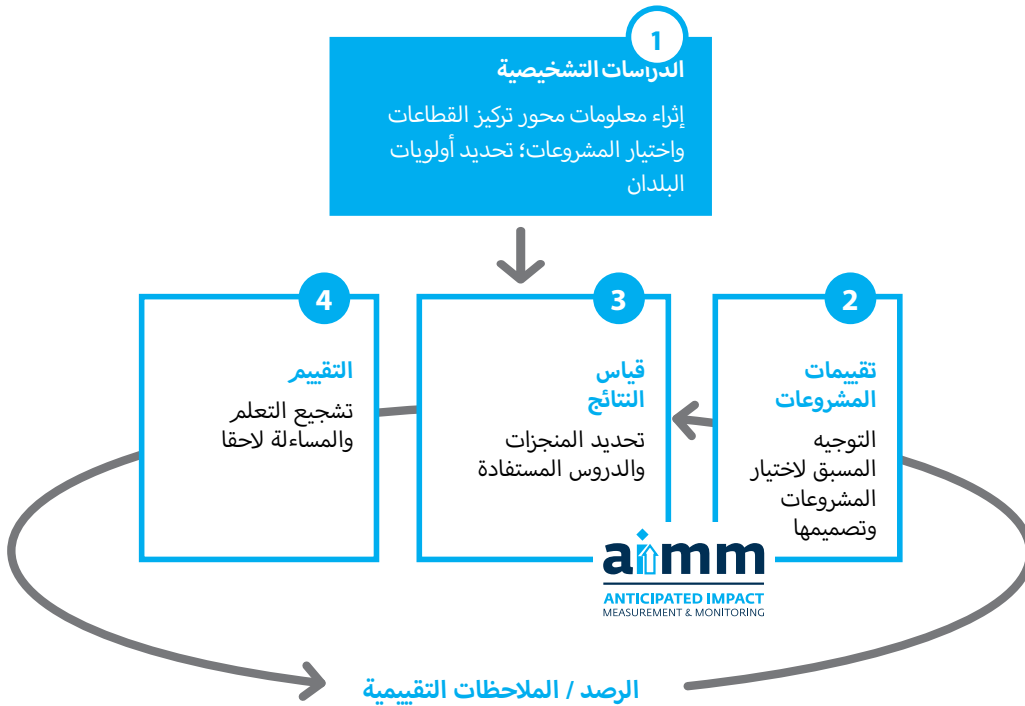 1
الدراسات التشخيصية
إثراء معلومات محور تركيز القطاعات
واختيار المشروعات؛ تحديد أولويات
البلدان
2
تقييمات
المشروعات
التوجيه
المسبق لاختيار
المشروعات
وتصميمها
3
قياس
النتائج
تحديد المنجزات
والدروس المستفادة
4
التقييم
تشجيع التعلم
والمساءلة لاحقا
aimm
ANTICIPATED IMPACT
MEASUREMENT & MONITORING
الرصد / الملاحظات التقييمية